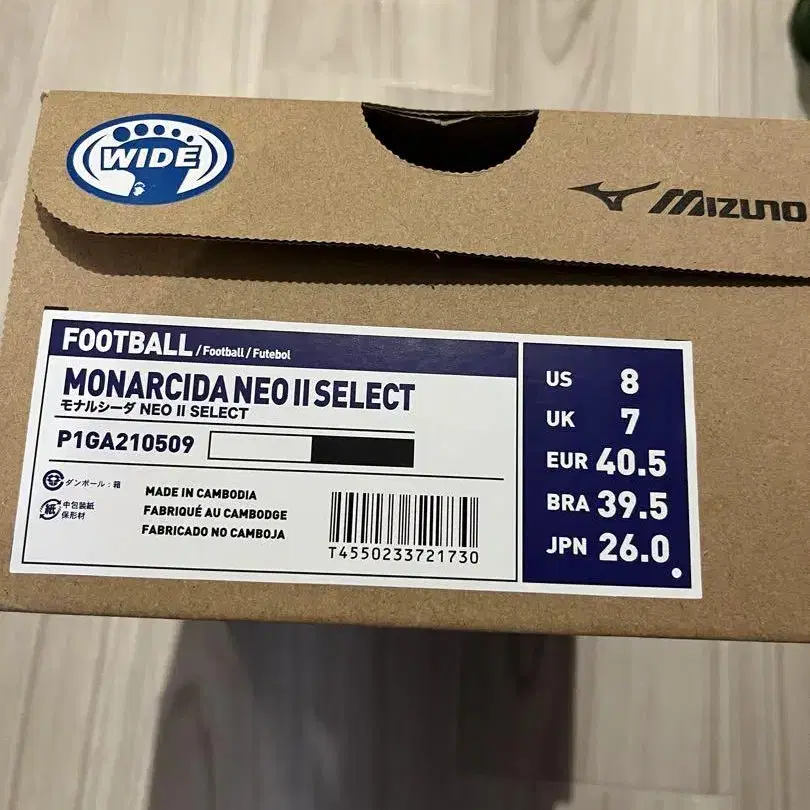 WIDE
MIZUNO
FOOTBALL / Football / Futebol
MONARCIDA NEO II SELECT
モナルシーダ NEO II SELECT
P1GA210509
ダンボール：箱
紙 中包装紙
保形材
MADE IN CAMBODIA
FABRIQUÉ AU CAMBODGE
FABRICADO NO CAMBOJA
T4550233721730
US 8
UK 7
EUR 40.5
BRA 39.5
JPN 26.0